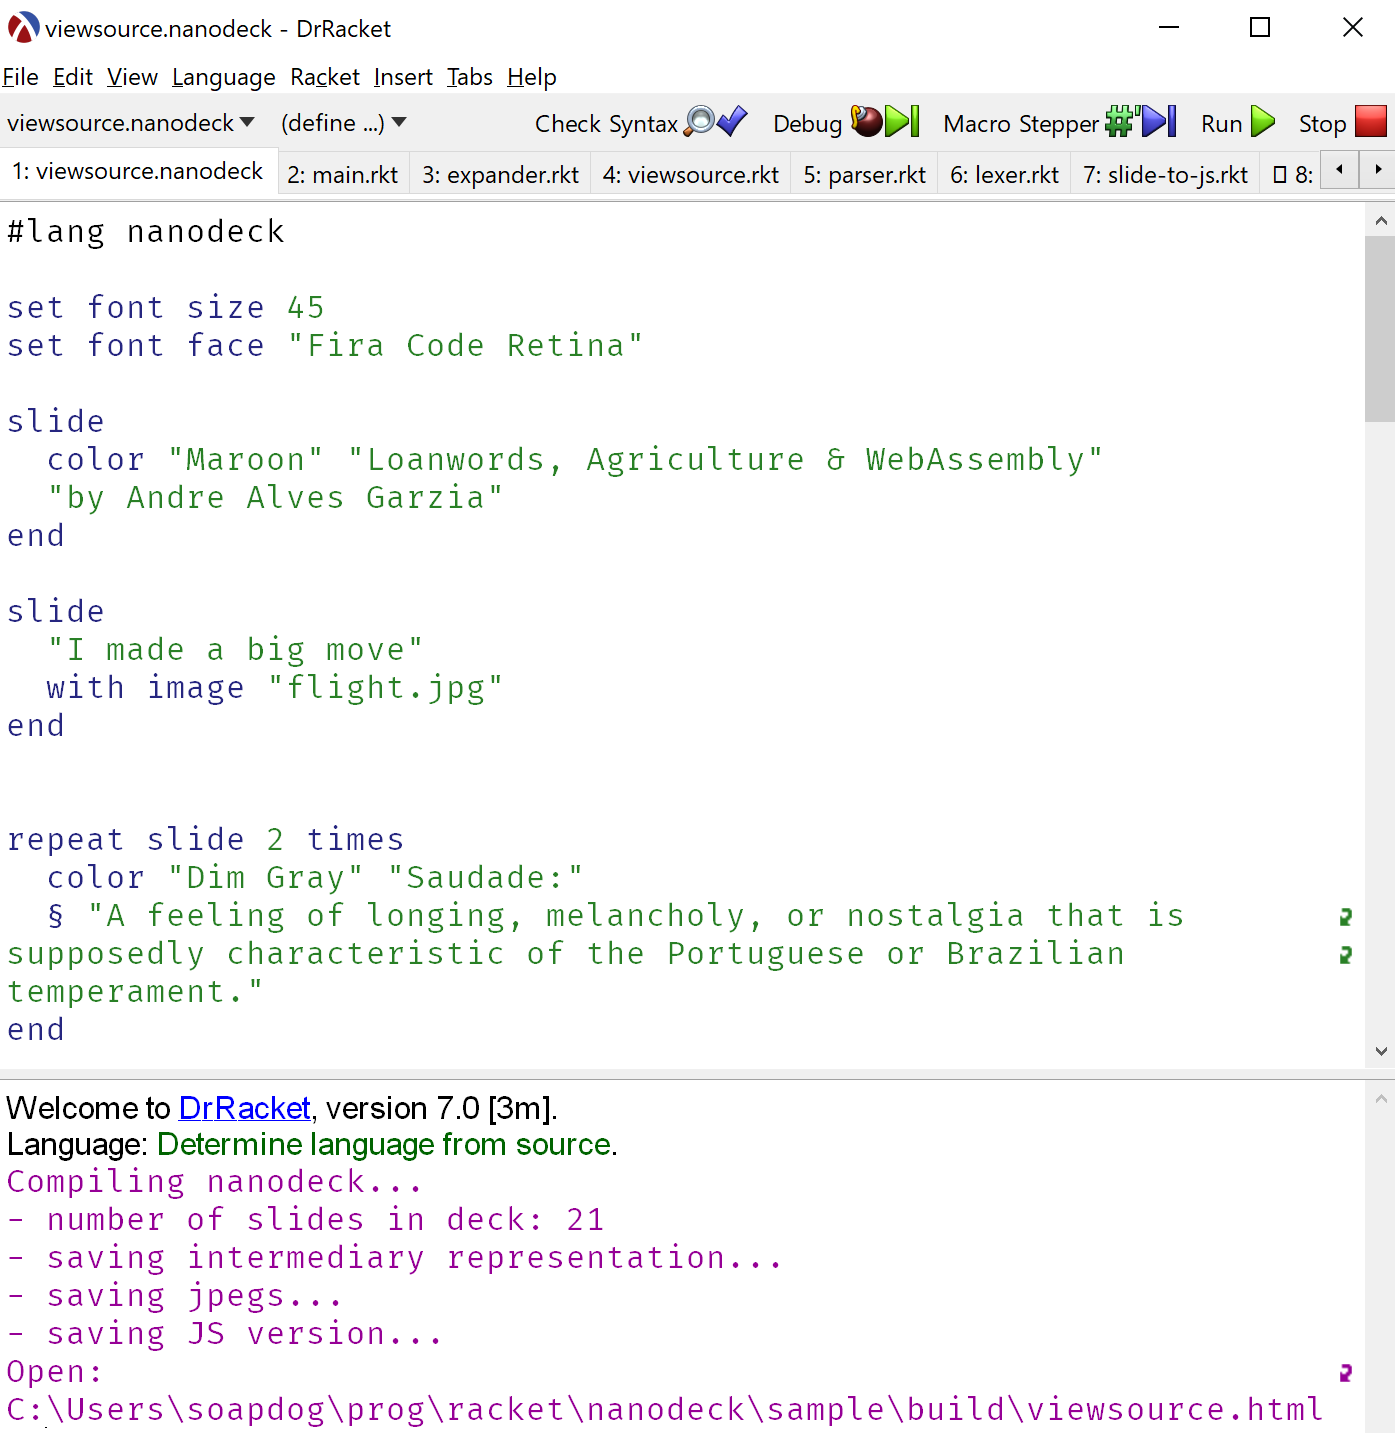 viewsource.nanodeck - DrRacket
File Edit View Language Racket Insert Tabs Help
viewsource.nanodeck (define ...) Check Syntax Debug Macro Stepper #' Run Stop
1: viewsource.nanodeck 2: main.rkt 3: expander.rkt 4: viewsource.rkt 5: parser.rkt 6: lexer.rkt 7: slide-to-js.rkt 8:
#lang nanodeck
set font size 45
set font face "Fira Code Retina"
slide
color "Maroon" "Loanwords, Agriculture & WebAssembly"
"by Andre Alves Garzia"
end
slide
"I made a big move"
with image "flight.jpg"
end
repeat slide 2 times
color "Dim Gray" "Saudade:"
§ "A feeling of longing, melancholy, or nostalgia that is
supposedly characteristic of the Portuguese or Brazilian
temperament."
end
Welcome to DrRacket, version 7.0 [3m].
Language: Determine language from source.
Compiling nanodeck...
- number of slides in deck: 21
- saving intermediary representation...
- saving jpegs...
- saving JS version...
Open:
C:\Users\soapdog\prog\racket\nanodeck\sample\build\viewsource.html